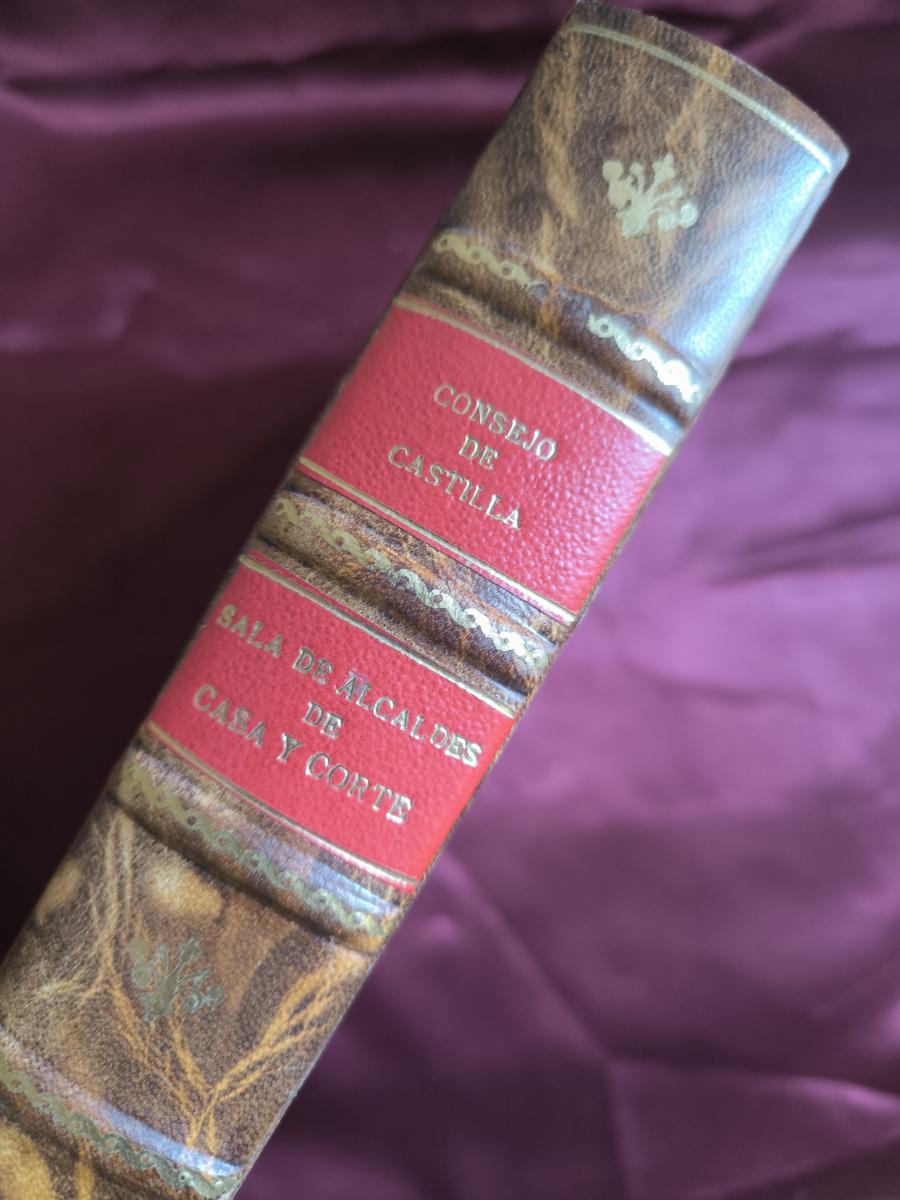 CONSEJO
DE
CASTILLA
SALA DE ALCALDES
DE
CASA Y CORTE